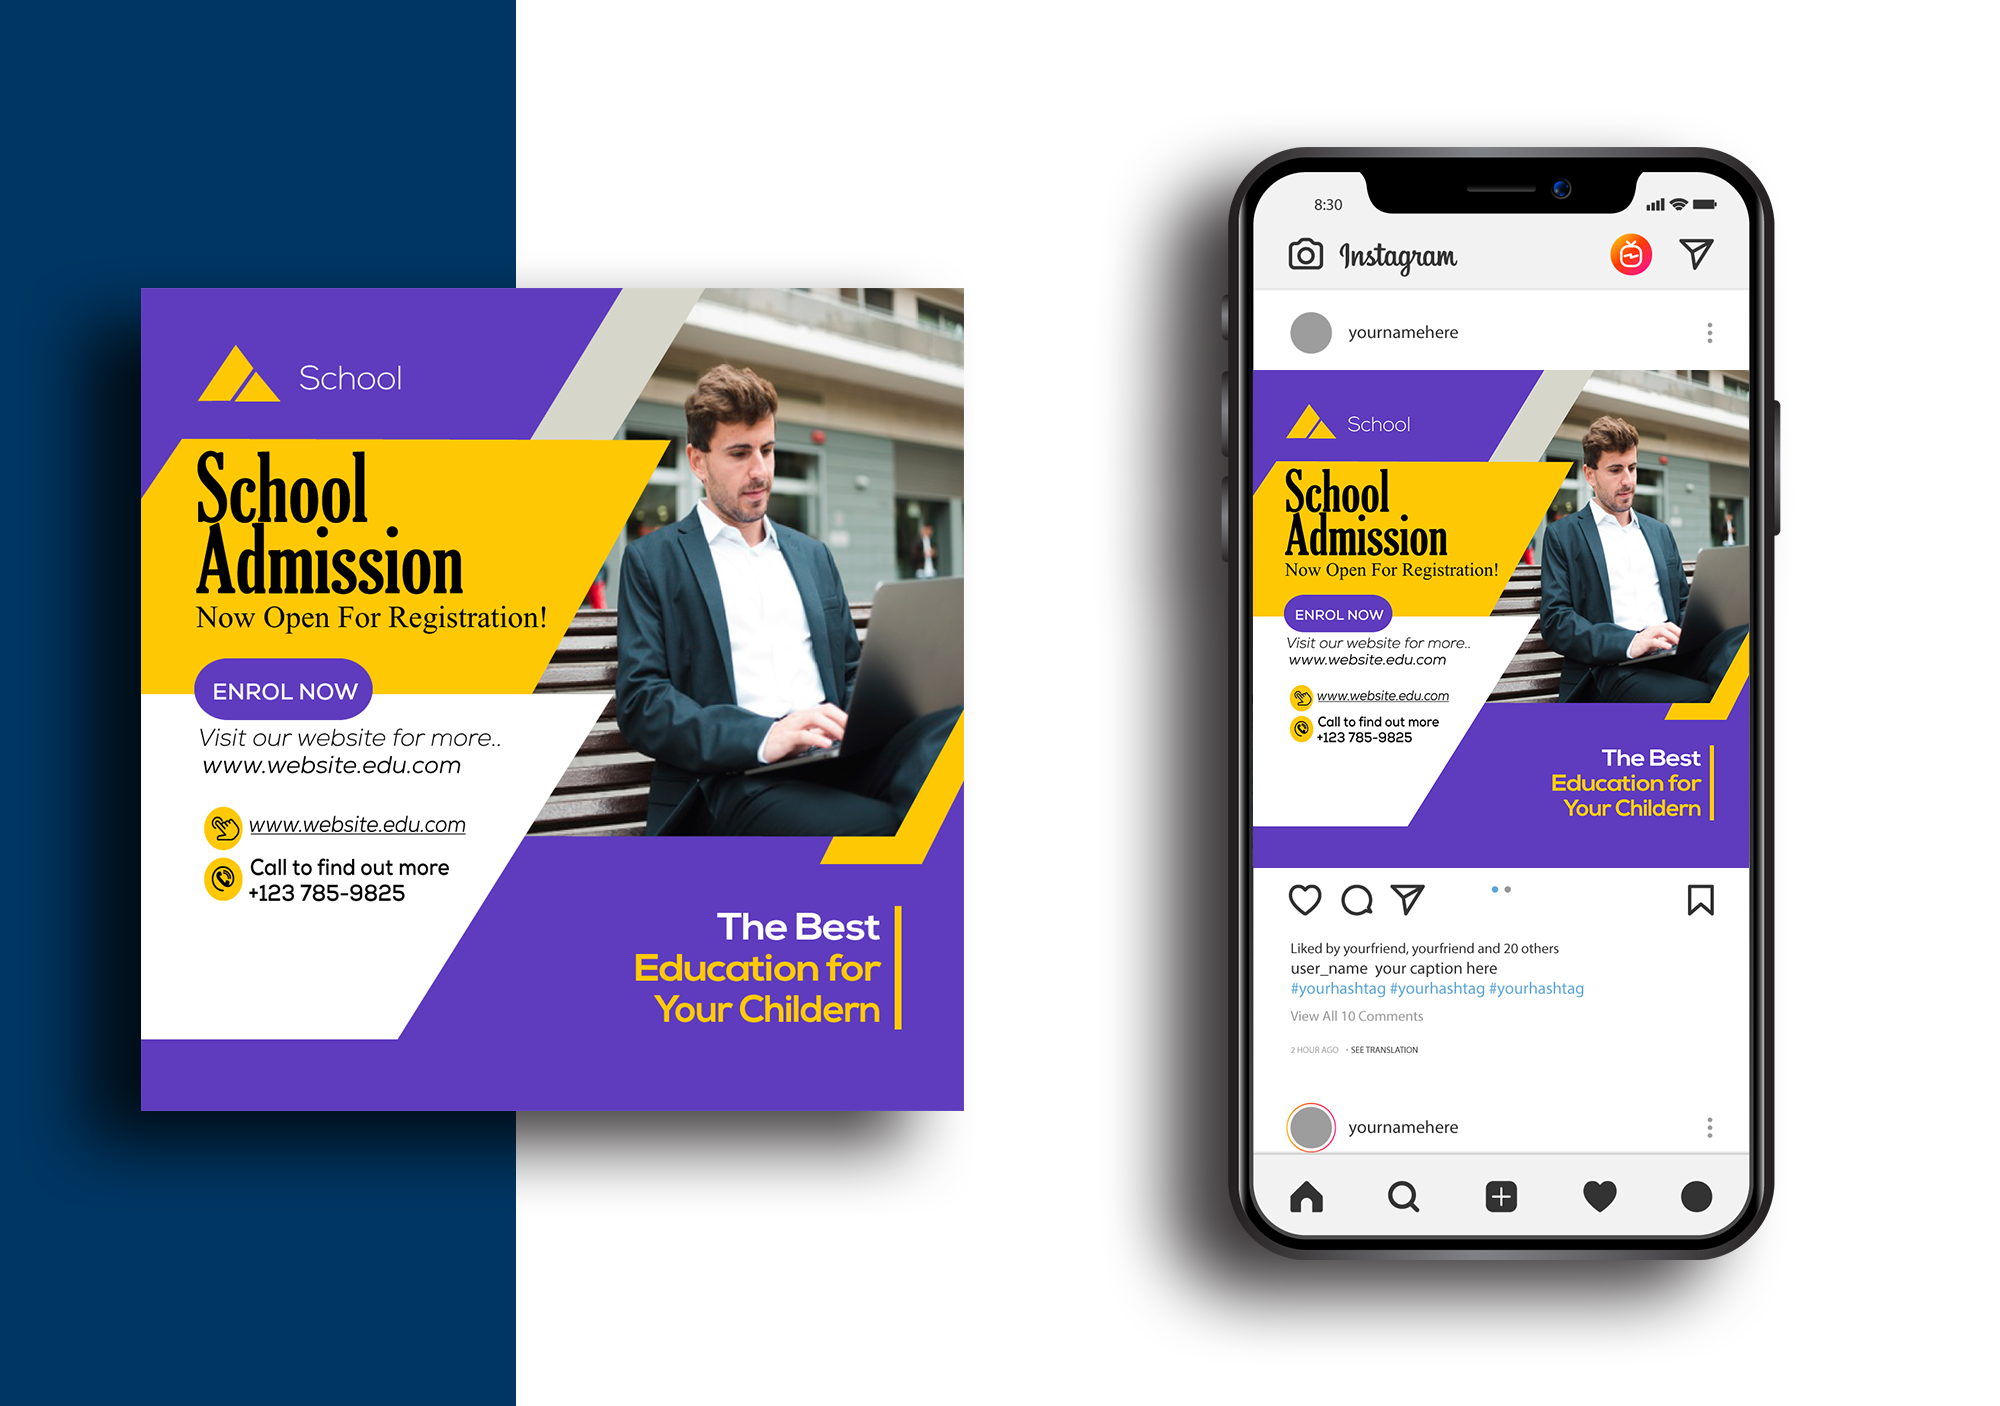 School
School
Admission
Now Open For Registration!
ENROL NOW
Visit our website for more..
www.website.edu.com
www.website.edu.com
Call to find out more
+123 785-9825
The Best
Education for
Your Childern
8:30
Instagram
yournamehere
School
School
Admission
Now Open For Registration!
ENROL NOW
Visit our website for more..
www.website.edu.com
www.website.edu.com
Call to find out more
+123 785-9825
The Best
Education for
Your Childern
Liked by yourfriend, yourfriend and 20 others
user_name your caption here
#yourhashtag #yourhashtag #yourhashtag
View All 10 Comments
2 HOUR AGO • SEE TRANSLATION
yournamehere